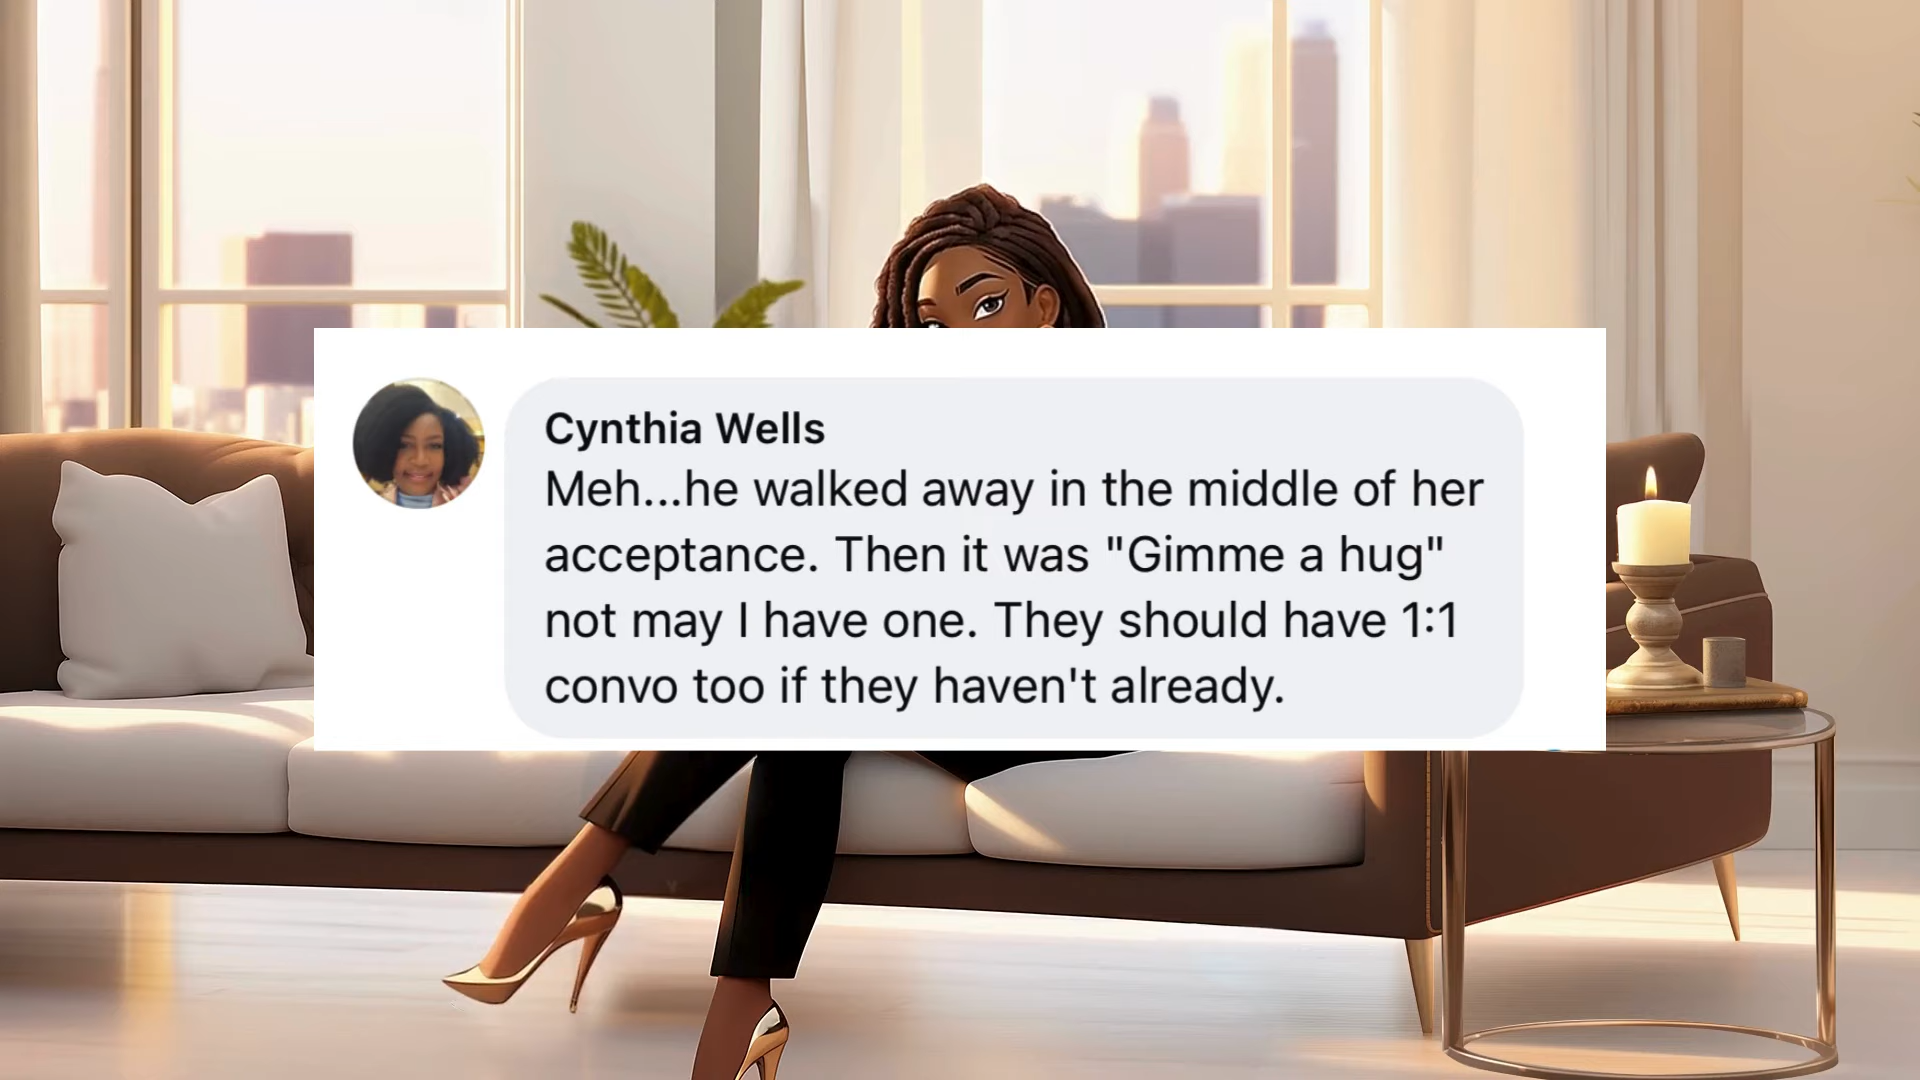 Cynthia Wells
Meh...he walked away in the middle of her
acceptance. Then it was "Gimme a hug"
not may I have one. They should have 1:1
convo too if they haven't already.